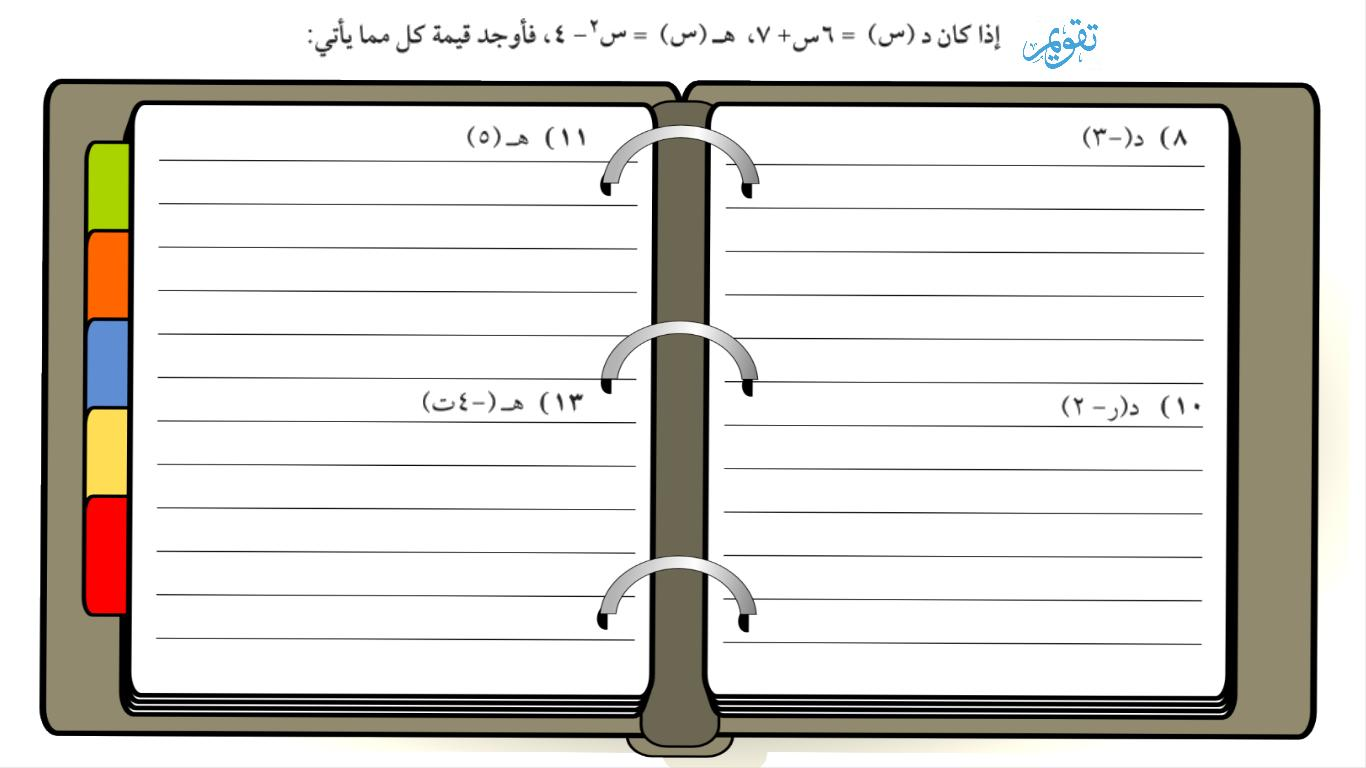 تقويم إذا كان د (س) = ٦س+ ٧، هـ (س) = س٢− ٤، فأوجد قيمة كل مما يأتي:
٨) د(−٣)
١٠) د(ر− ٢)
١١) هـ (٥)
١٣) هـ (−٤ت)